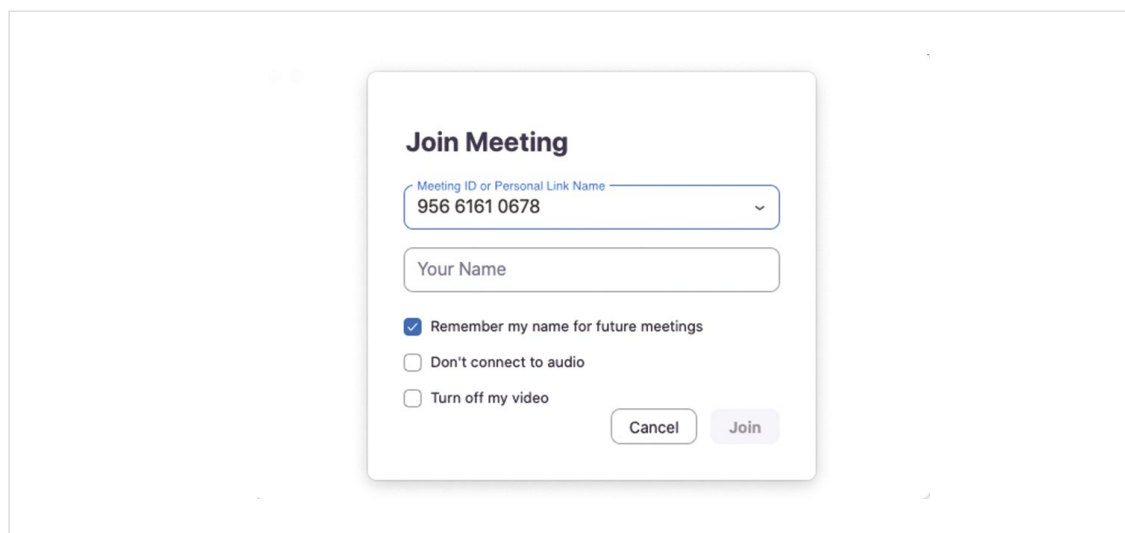 Join Meeting
Meeting ID or Personal Link Name
956 6161 0678
Your Name
Remember my name for future meetings
Don't connect to audio
Turn off my video
Cancel Join